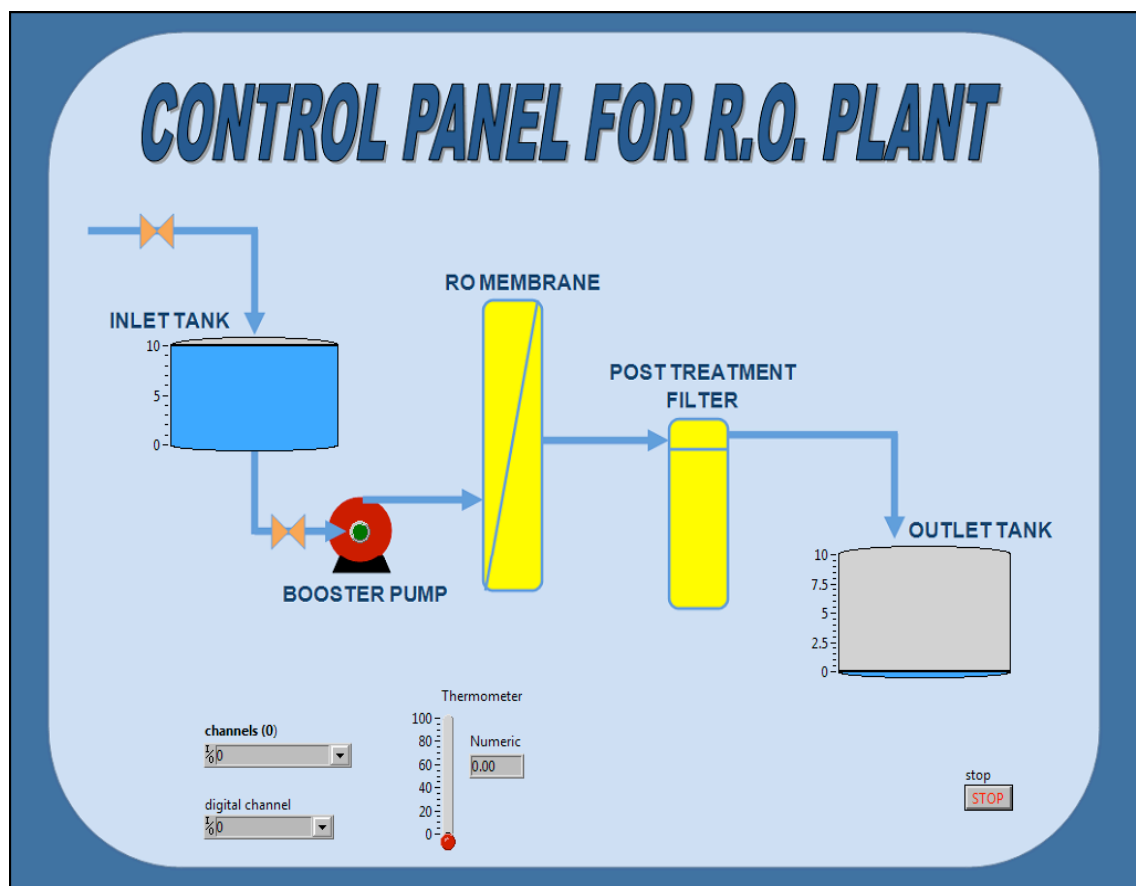 CONTROL PANEL FOR R.O. PLANT
RO MEMBRANE
INLET TANK
10
5
0
POST TREATMENT
FILTER
BOOSTER PUMP
OUTLET TANK
10
7.5
5
2.5
0
Thermometer
100
80
60
40
20
0
Numeric
0.00
channels (0)
I/O 0
digital channel
I/O 0
stop
STOP